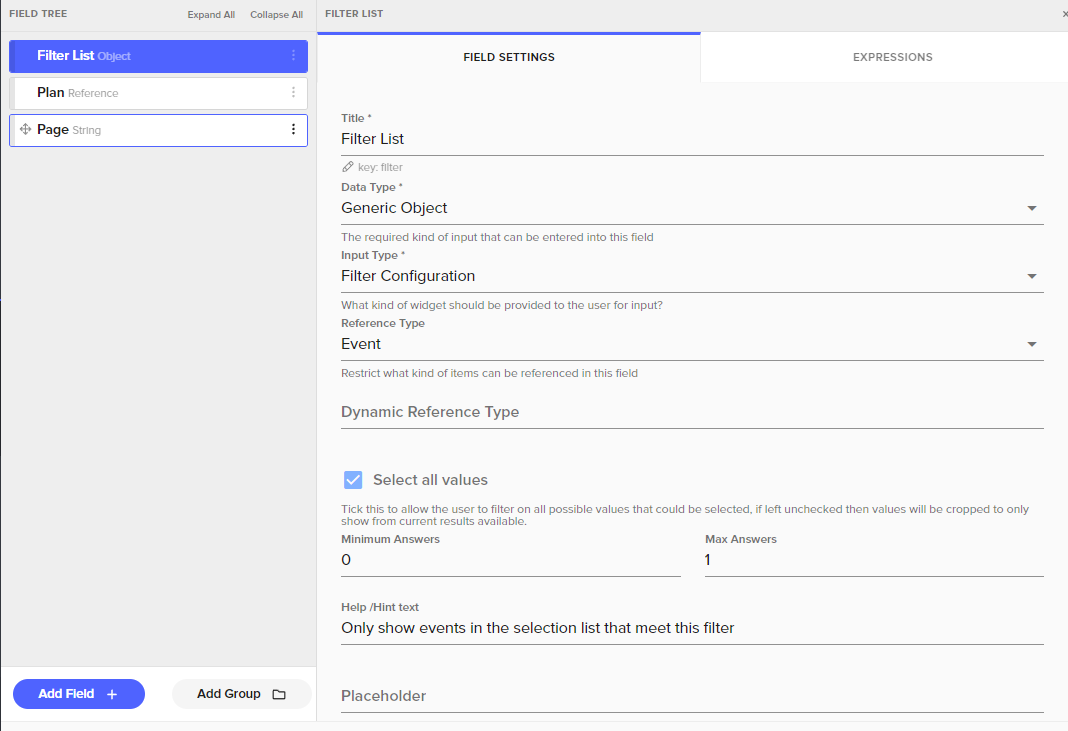 FIELD TREE
Expand All
Collapse All
Filter List Object
Plan Reference
Page String
Add Field +
Add Group
FILTER LIST
×
FIELD SETTINGS
EXPRESSIONS
Title *
Filter List
key: filter
Data Type *
Generic Object
The required kind of input that can be entered into this field
Input Type *
Filter Configuration
What kind of widget should be provided to the user for input?
Reference Type
Event
Restrict what kind of items can be referenced in this field
Dynamic Reference Type
Select all values
Tick this to allow the user to filter on all possible values that could be selected, if left unchecked then values will be cropped to only
show from current results available.
Minimum Answers
0
Max Answers
1
Help /Hint text
Only show events in the selection list that meet this filter
Placeholder